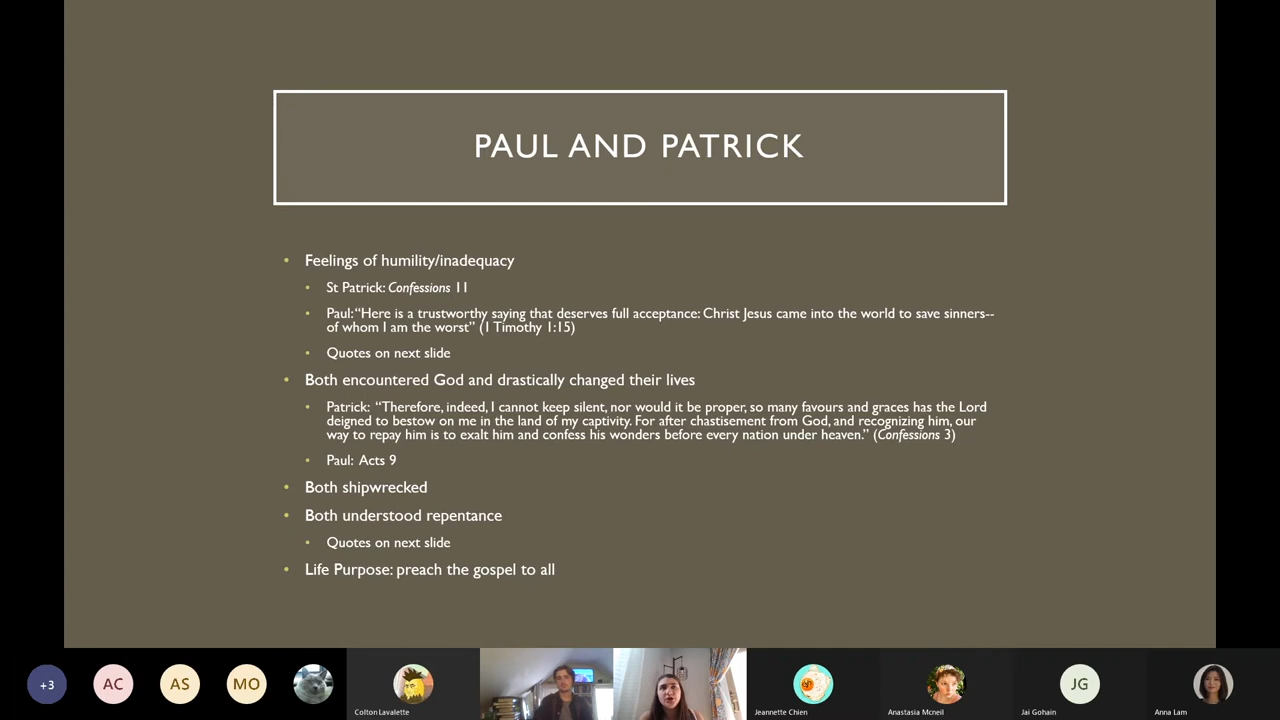 PAUL AND PATRICK
• Feelings of humility/inadequacy
• St Patrick: Confessions 11
• Paul: “Here is a trustworthy saying that deserves full acceptance: Christ Jesus came into the world to save sinners--
of whom I am the worst” (1 Timothy 1:15)
• Quotes on next slide
• Both encountered God and drastically changed their lives
• Patrick: “Therefore, indeed, I cannot keep silent, nor would it be proper, so many favours and graces has the Lord
deigned to bestow on me in the land of my captivity. For after chastisement from God, and recognizing him, our
way to repay him is to exalt him and confess his wonders before every nation under heaven.” (Confessions 3)
• Paul: Acts 9
• Both shipwrecked
• Both understood repentance
• Quotes on next slide
• Life Purpose: preach the gospel to all
+3
AC
AS
MO
JG
Colton Lavalette
Jeannette Chien
Anastasia Mcneil
Jai Gohain
Anna Lam